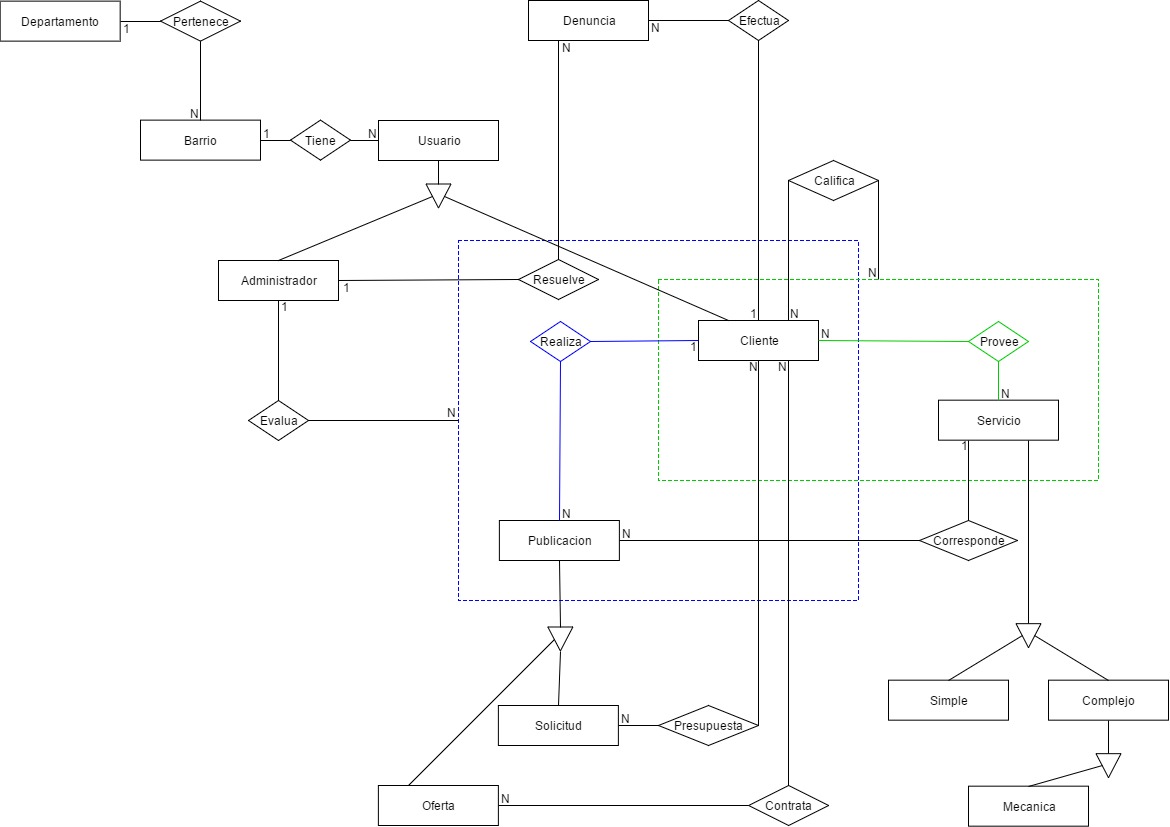 Departamento
1
Pertenece
Denuncia
N
Efectua
N
N
Barrio
1
Tiene
N
Usuario
Califica
N
Administrador
1
Resuelve
1
1
N
Realiza
1
Cliente
N
Provee
N
N
N
Evalua
N
Servicio
1
N
Publicacion
N
Corresponde
Simple
Complejo
Solicitud
N
Presupuesta
Oferta
N
Contrata
Mecanica